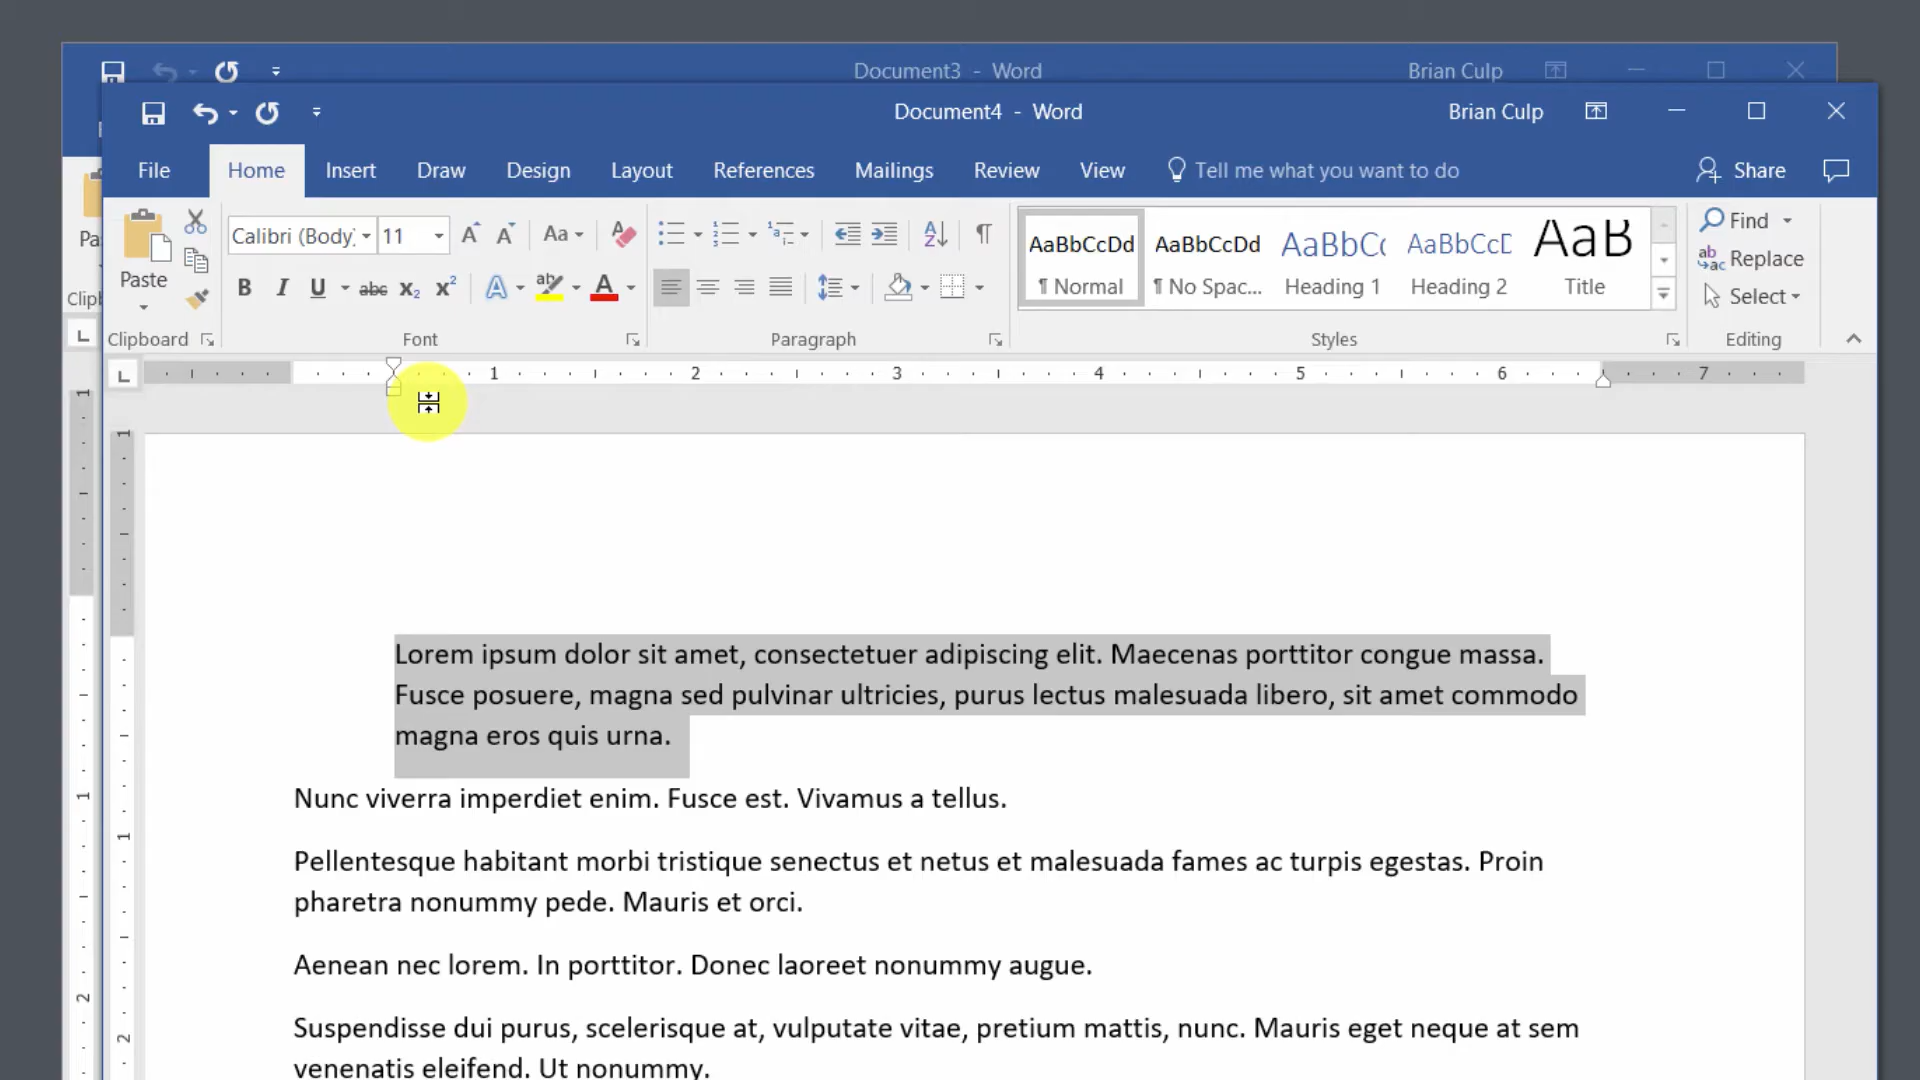 Document3 - Word
Brian Culp
Document4 - Word
Brian Culp
File
Home
Insert
Draw
Design
Layout
References
Mailings
Review
View
Tell me what you want to do
Share
Pa
Paste
Calibri (Body)
11
Aa
AaBbCcDd
AaBbCcDd
AaBbCc
AaBbCcD
AaB
¶ Normal
¶ No Spac...
Heading 1
Heading 2
Title
Find
Replace
Select
Clipb
Clipboard
Font
Paragraph
Styles
Editing
1 2 3 4 5 6 7
Lorem ipsum dolor sit amet, consectetuer adipiscing elit. Maecenas porttitor congue massa.
Fusce posuere, magna sed pulvinar ultricies, purus lectus malesuada libero, sit amet commodo
magna eros quis urna.
Nunc viverra imperdiet enim. Fusce est. Vivamus a tellus.
Pellentesque habitant morbi tristique senectus et netus et malesuada fames ac turpis egestas. Proin
pharetra nonummy pede. Mauris et orci.
Aenean nec lorem. In porttitor. Donec laoreet nonummy augue.
Suspendisse dui purus, scelerisque at, vulputate vitae, pretium mattis, nunc. Mauris eget neque at sem
venenatis eleifend. Ut nonummy.